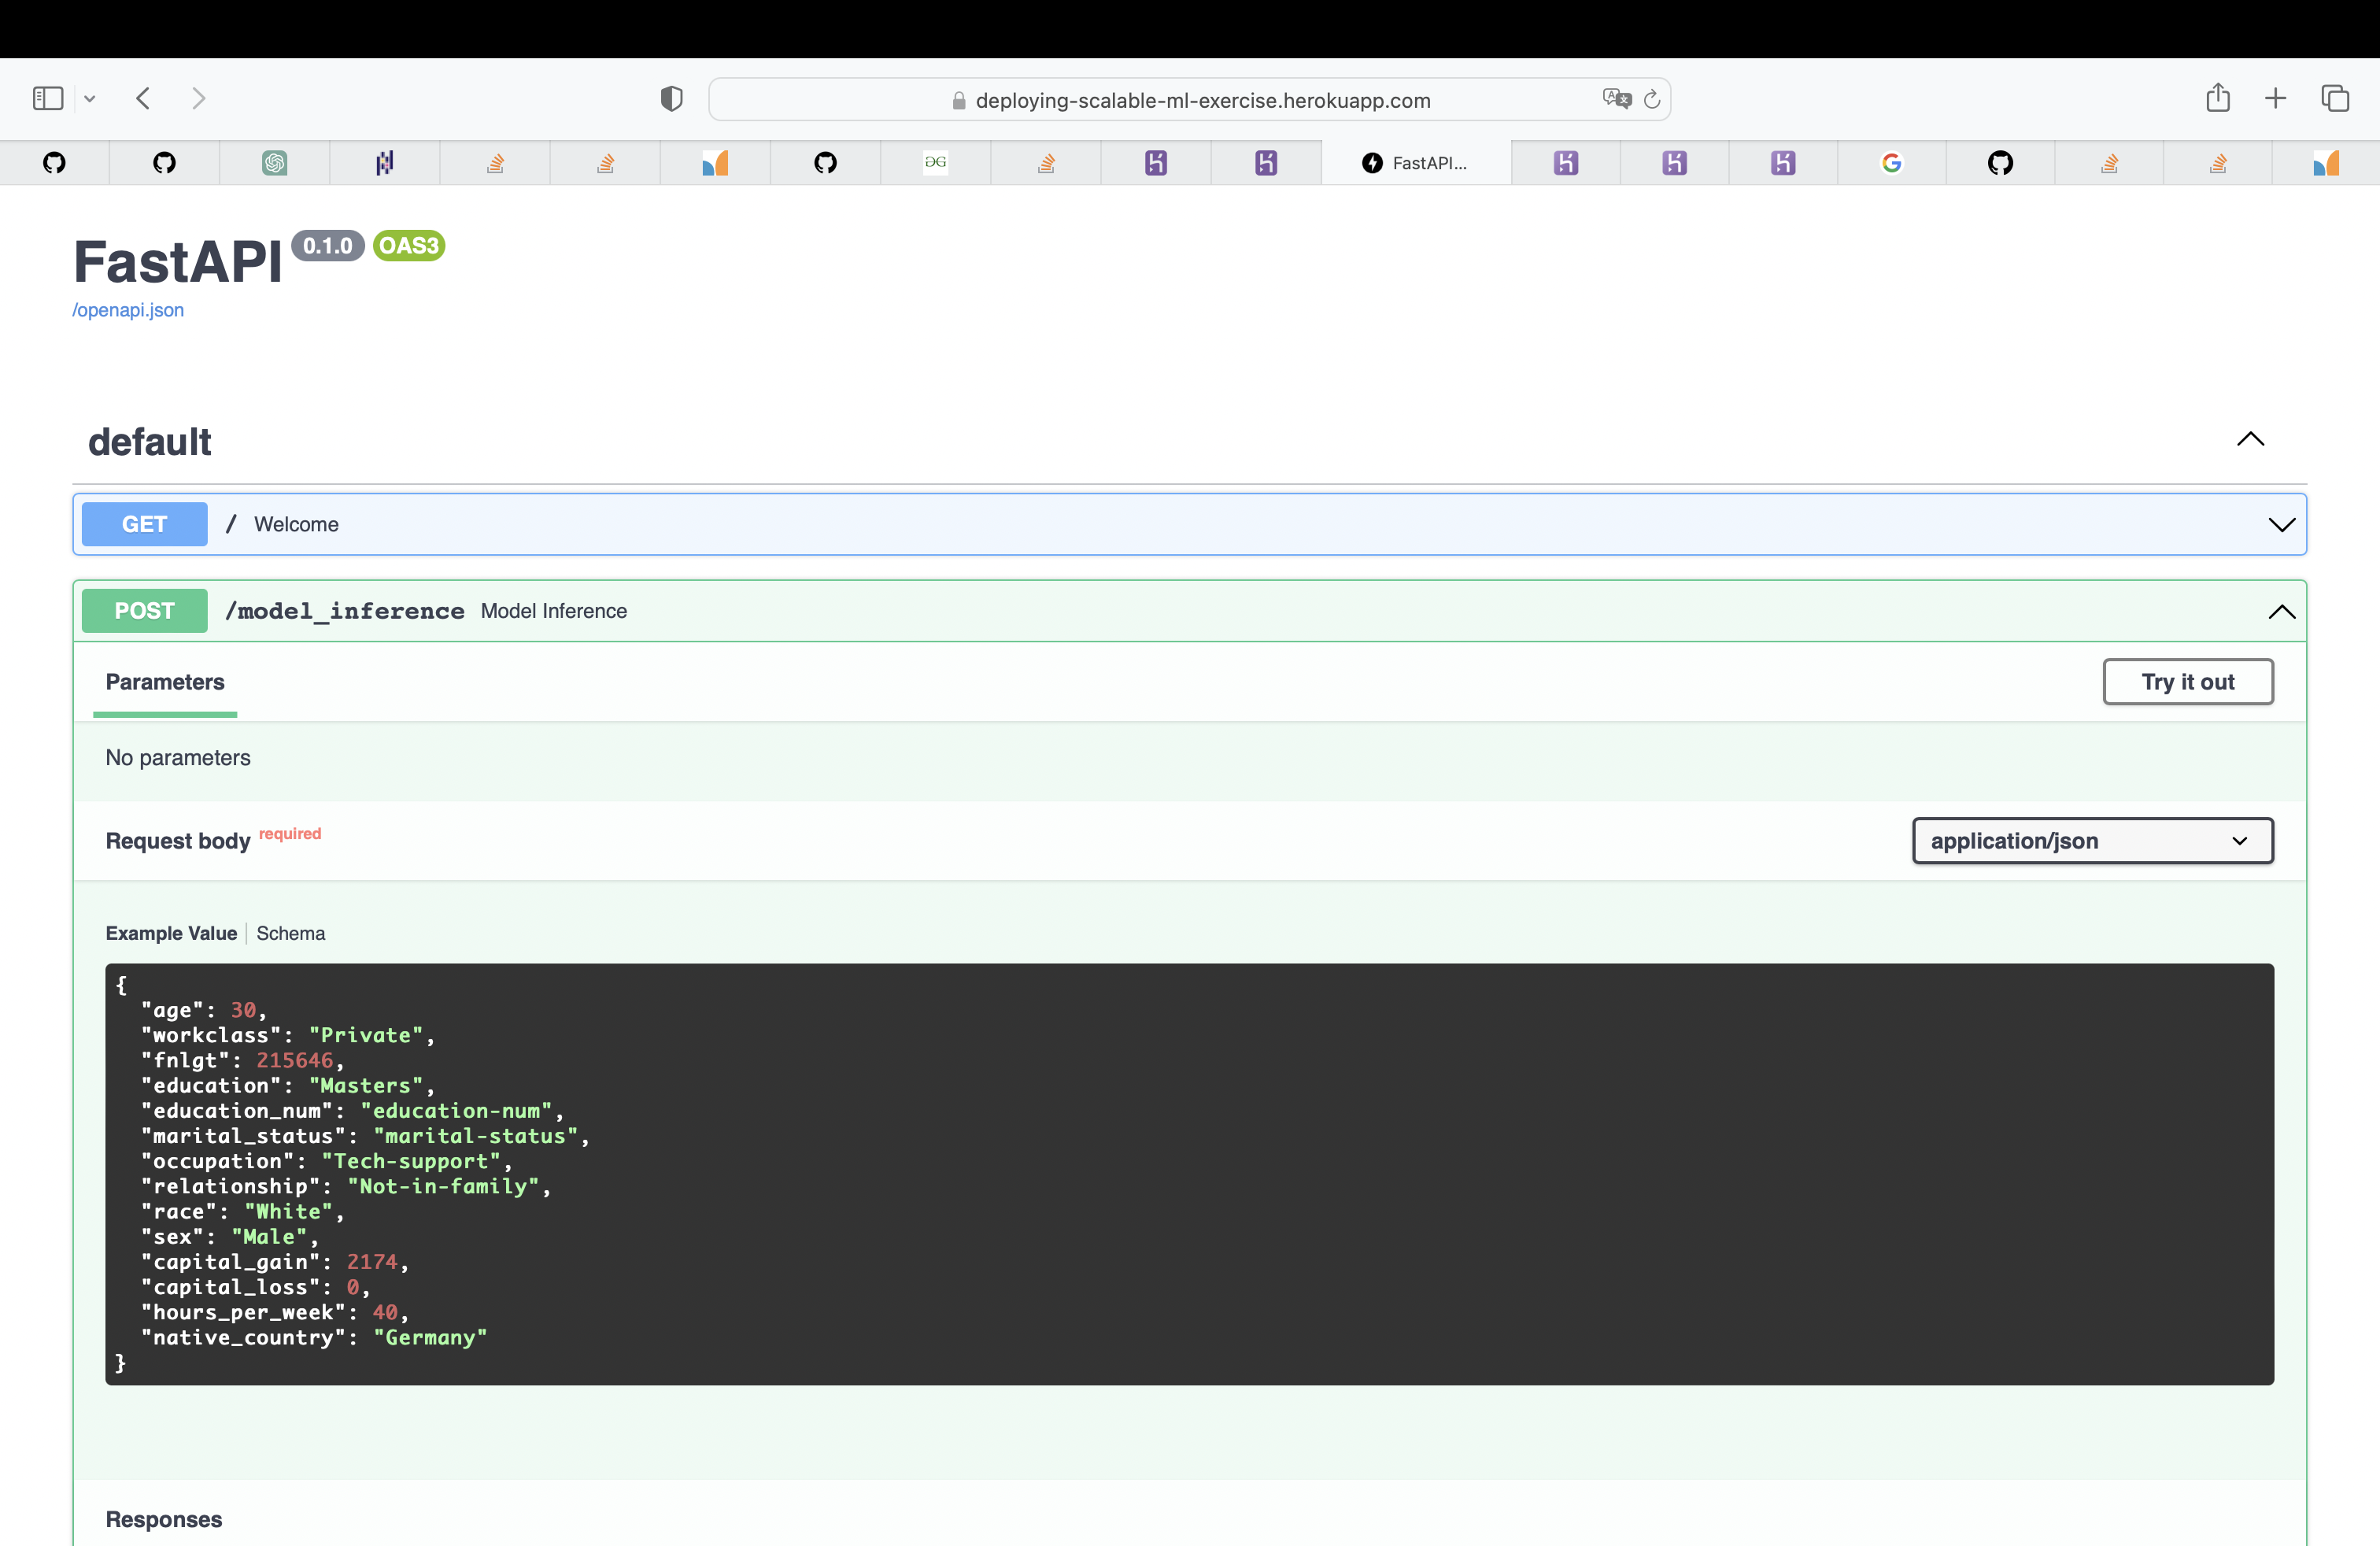 deploying-scalable-ml-exercise.herokuapp.com
FastAPI...
FastAPI 0.1.0 OAS3
/openapi.json
default
GET / Welcome
POST /model_inference Model Inference
Parameters
Try it out
No parameters
Request body required
application/json
Example Value Schema
{
"age": 30,
"workclass": "Private",
"fnlgt": 215646,
"education": "Masters",
"education_num": "education-num",
"marital_status": "marital-status",
"occupation": "Tech-support",
"relationship": "Not-in-family",
"race": "White",
"sex": "Male",
"capital_gain": 2174,
"capital_loss": 0,
"hours_per_week": 40,
"native_country": "Germany"
}
Responses